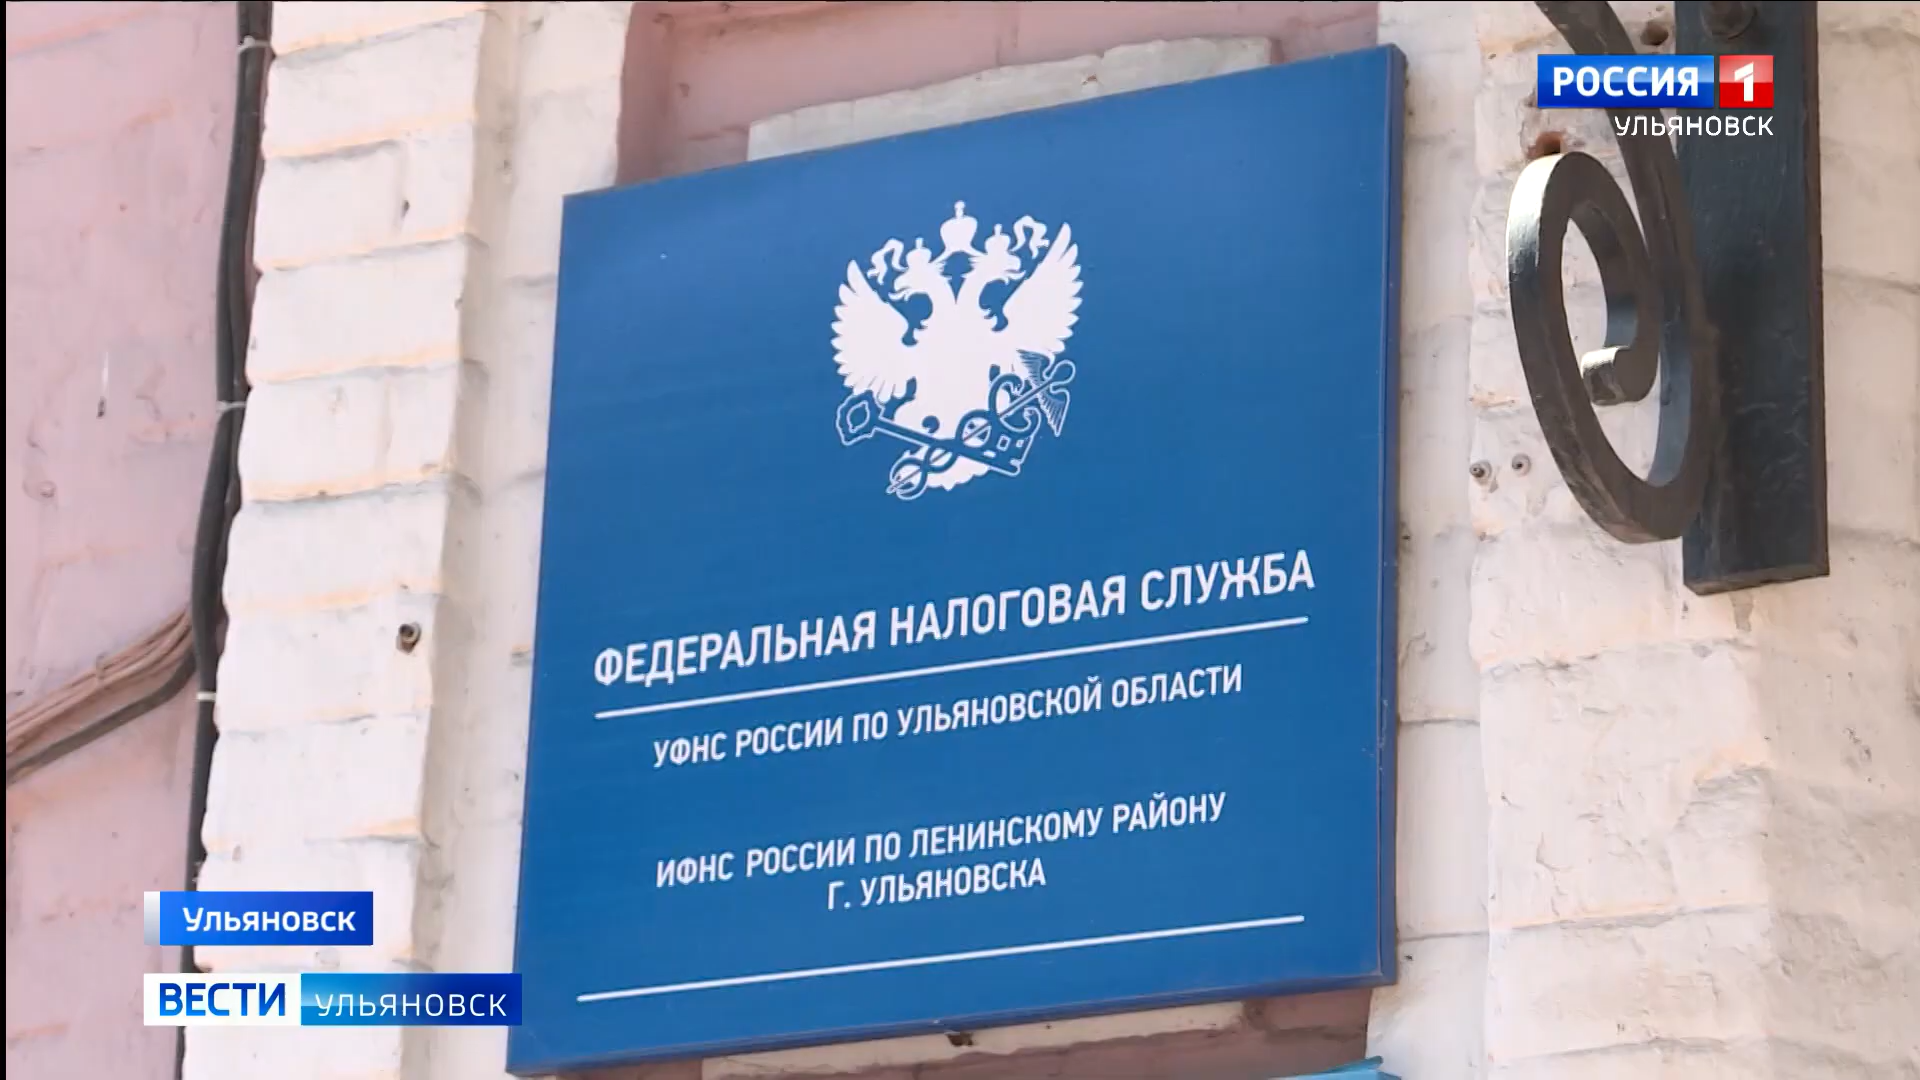 РОССИЯ 1
УЛЬЯНОВСК
ФЕДЕРАЛЬНАЯ НАЛОГОВАЯ СЛУЖБА
УФНС РОССИИ ПО УЛЬЯНОВСКОЙ ОБЛАСТИ
ИФНС РОССИИ ПО ЛЕНИНСКОМУ РАЙОНУ
Г. УЛЬЯНОВСКА
Ульяновск
ВЕСТИ УЛЬЯНОВСК